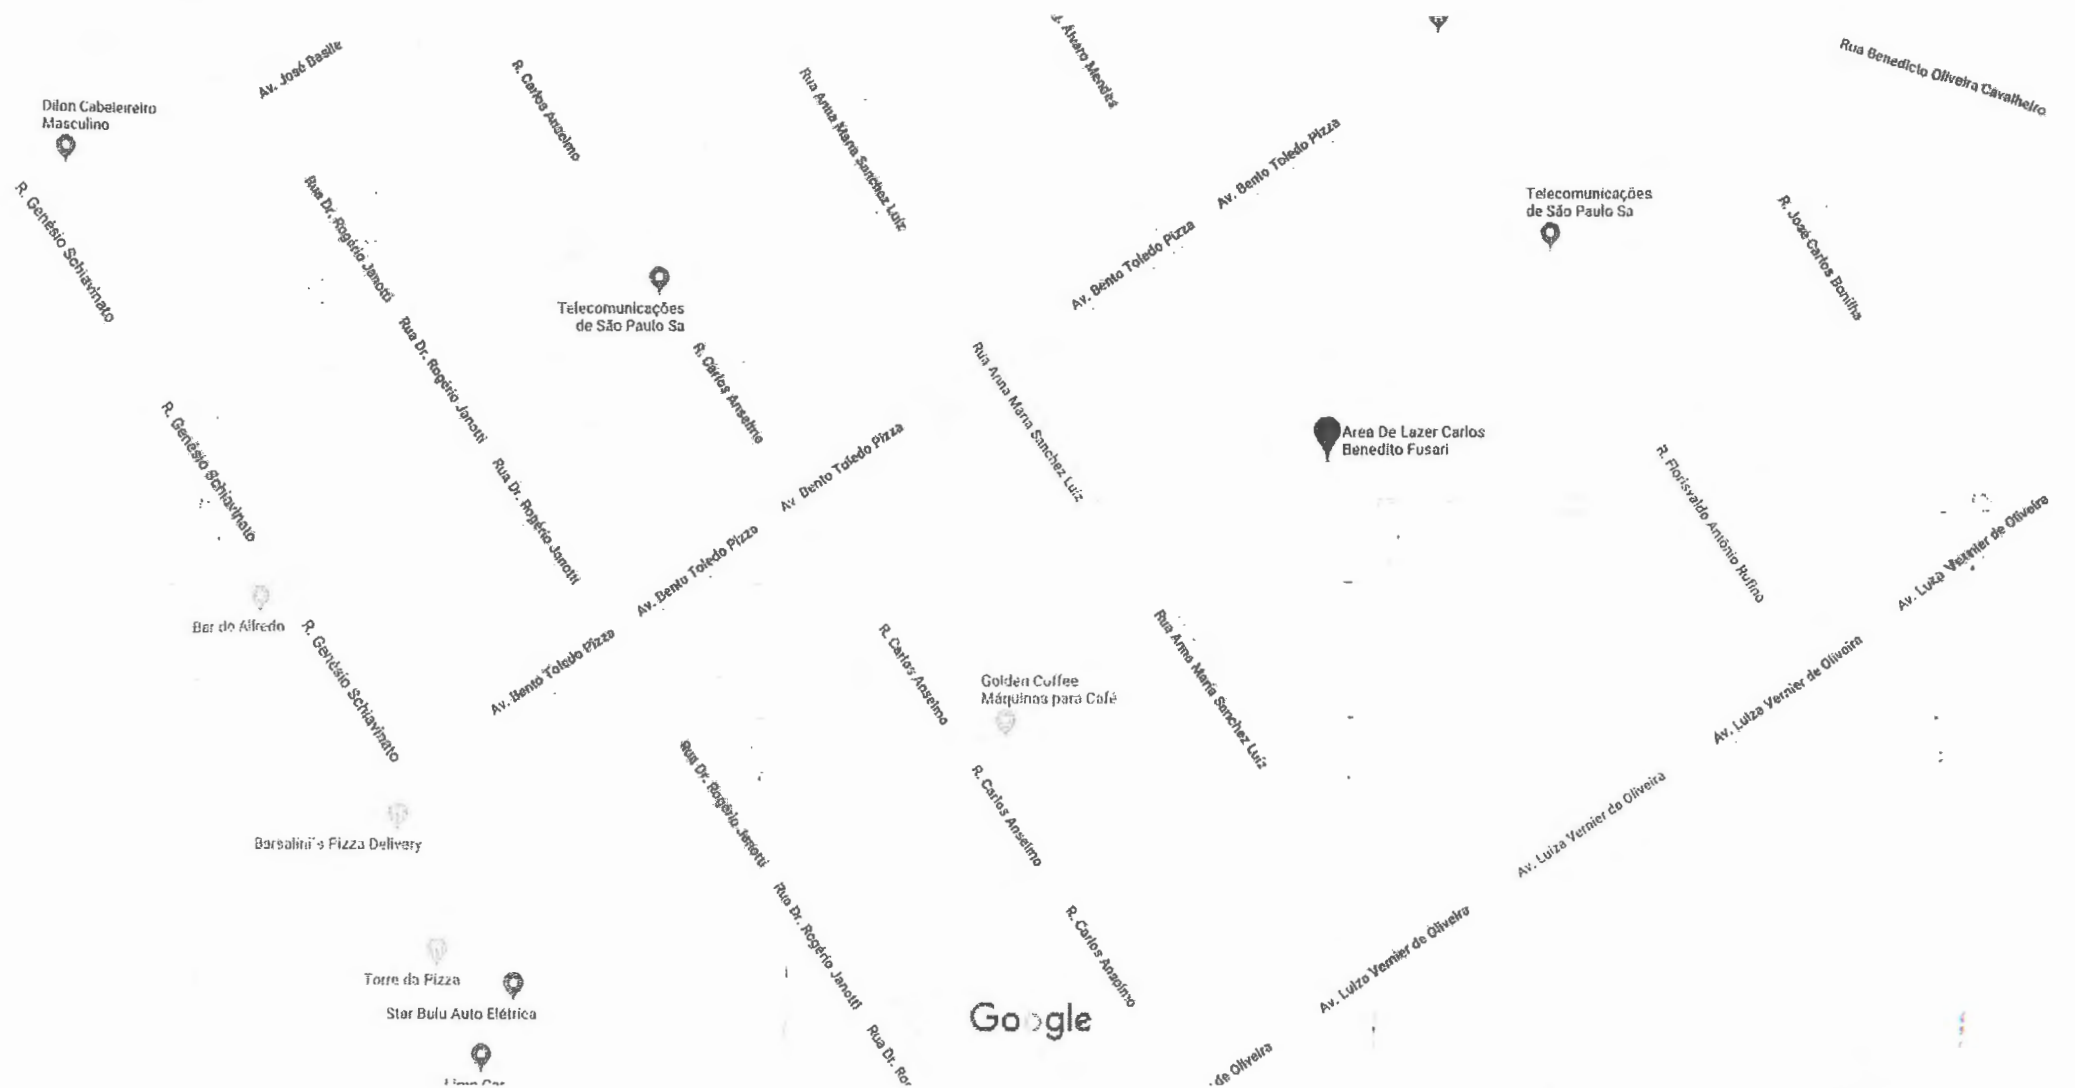 Av. José Basile
R. Carlos Anselmo
Rua Anna Maria Sanchez Luiz
R. Álvaro Mendes
Rua Benedicto Oliveira Cavalheiro
Dilon Cabeleireiro
Masculino
Av. Bento Toledo Pizza
R. Genésio Schiavinato
Rua Dr. Rogério Janotti
Telecomunicações
de São Paulo Sa
R. José Carlos Bonilha
Av. Bento Toledo Pizza
Telecomunicações
de São Paulo Sa
Rua Dr. Rogério Janotti
R. Carlos Anselmo
Rua Anna Maria Sanchez Luiz
R. Genésio Schiavinato
Av. Bento Toledo Pizza
Area De Lazer Carlos
Benedito Fusari
R. Florisvaldo Antônio Rufino
Rua Dr. Rogério Janotti
Av. Bento Toledo Pizza
Av. Luiza Vernier de Oliveira
Bar do Alfredo
R. Genésio Schiavinato
Av. Bento Toledo Pizza
R. Carlos Anselmo
Golden Coffee
Máquinas para Café
Rua Anna Maria Sanchez Luiz
Av. Luiza Vernier de Oliveira
Rua Dr. Rogério Janotti
R. Carlos Anselmo
Av. Luiza Vernier de Oliveira
Barsalini's Pizza Delivery
Rua Dr. Rogério Janotti
R. Carlos Anselmo
Av. Luiza Vernier de Oliveira
Torre da Pizza
Star Bulu Auto Elétrica
Google
Rua Dr.
de Oliveira